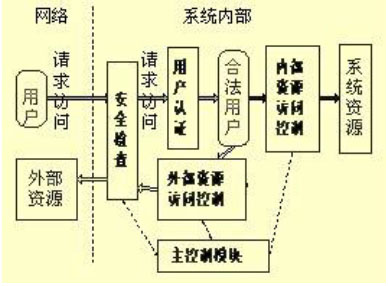 网络
系统内部
用户
请求访问
安全检查
请求访问
用户认证
合法用户
内部资源访问控制
系统资源
外部
资源
外部资源
访问控制
主控制模块